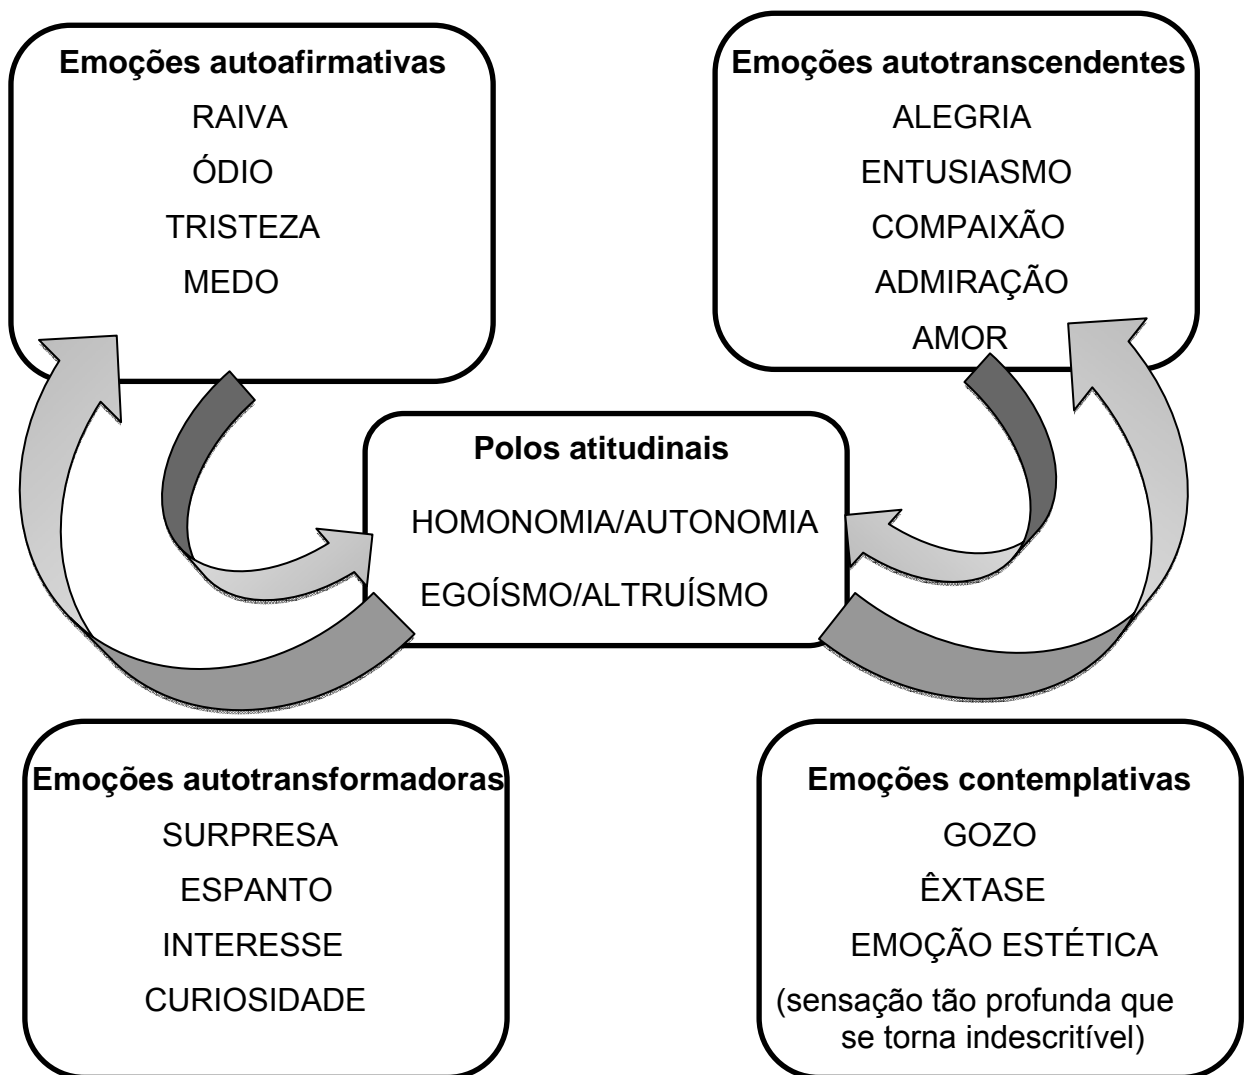 Emoções autoafirmativas
RAIVA
ÓDIO
TRISTEZA
MEDO
Emoções autotranscendentes
ALEGRIA
ENTUSIASMO
COMPAIXÃO
ADMIRAÇÃO
AMOR
Polos atitudinais
HOMONOMIA/AUTONOMIA
EGOÍSMO/ALTRUÍSMO
Emoções autotransformadoras
SURPRESA
ESPANTO
INTERESSE
CURIOSIDADE
Emoções contemplativas
GOZO
ÊXTASE
EMOÇÃO ESTÉTICA
(sensação tão profunda que
se torna indescritível)